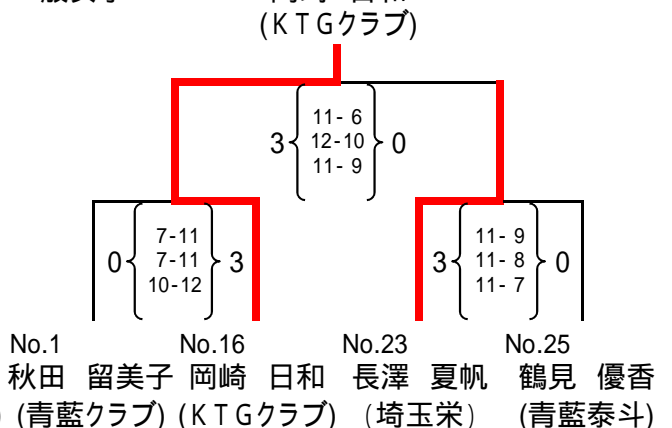 (ＫＴＧクラブ)
11- 6
3 12-10 0
11- 9
7-11
0 7-11 3
10-12
11- 9
3 11- 8 0
11- 7
No.1 No.16 No.23 No.25
秋田 留美子 岡崎 日和 長澤 夏帆 鶴見 優香
) (青藍クラブ) (ＫＴＧクラブ) (埼玉栄) (青藍泰斗)